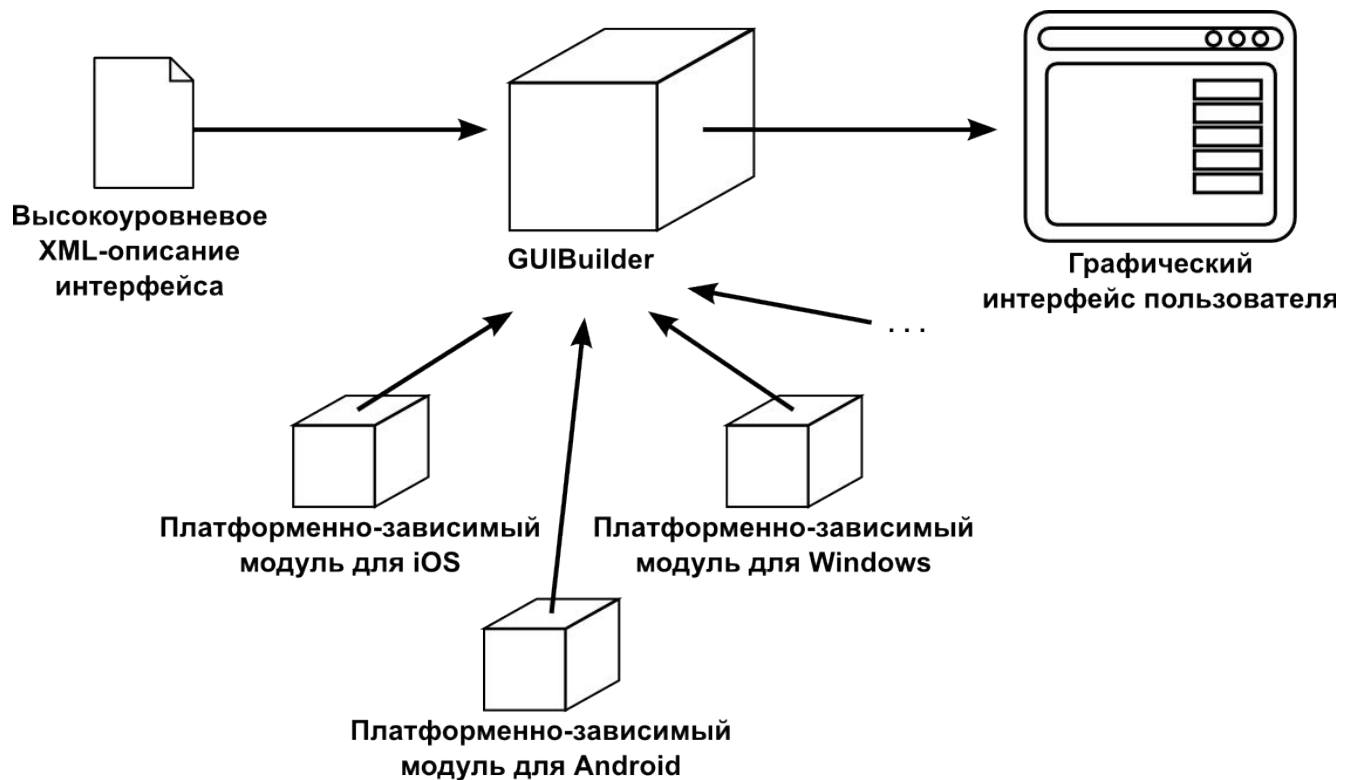 Высокоуровневое
XML-описание
интерфейса
GUIBuilder
Графический
интерфейс пользователя
. . .
Платформенно-зависимый
модуль для iOS
Платформенно-зависимый
модуль для Windows
Платформенно-зависимый
модуль для Android